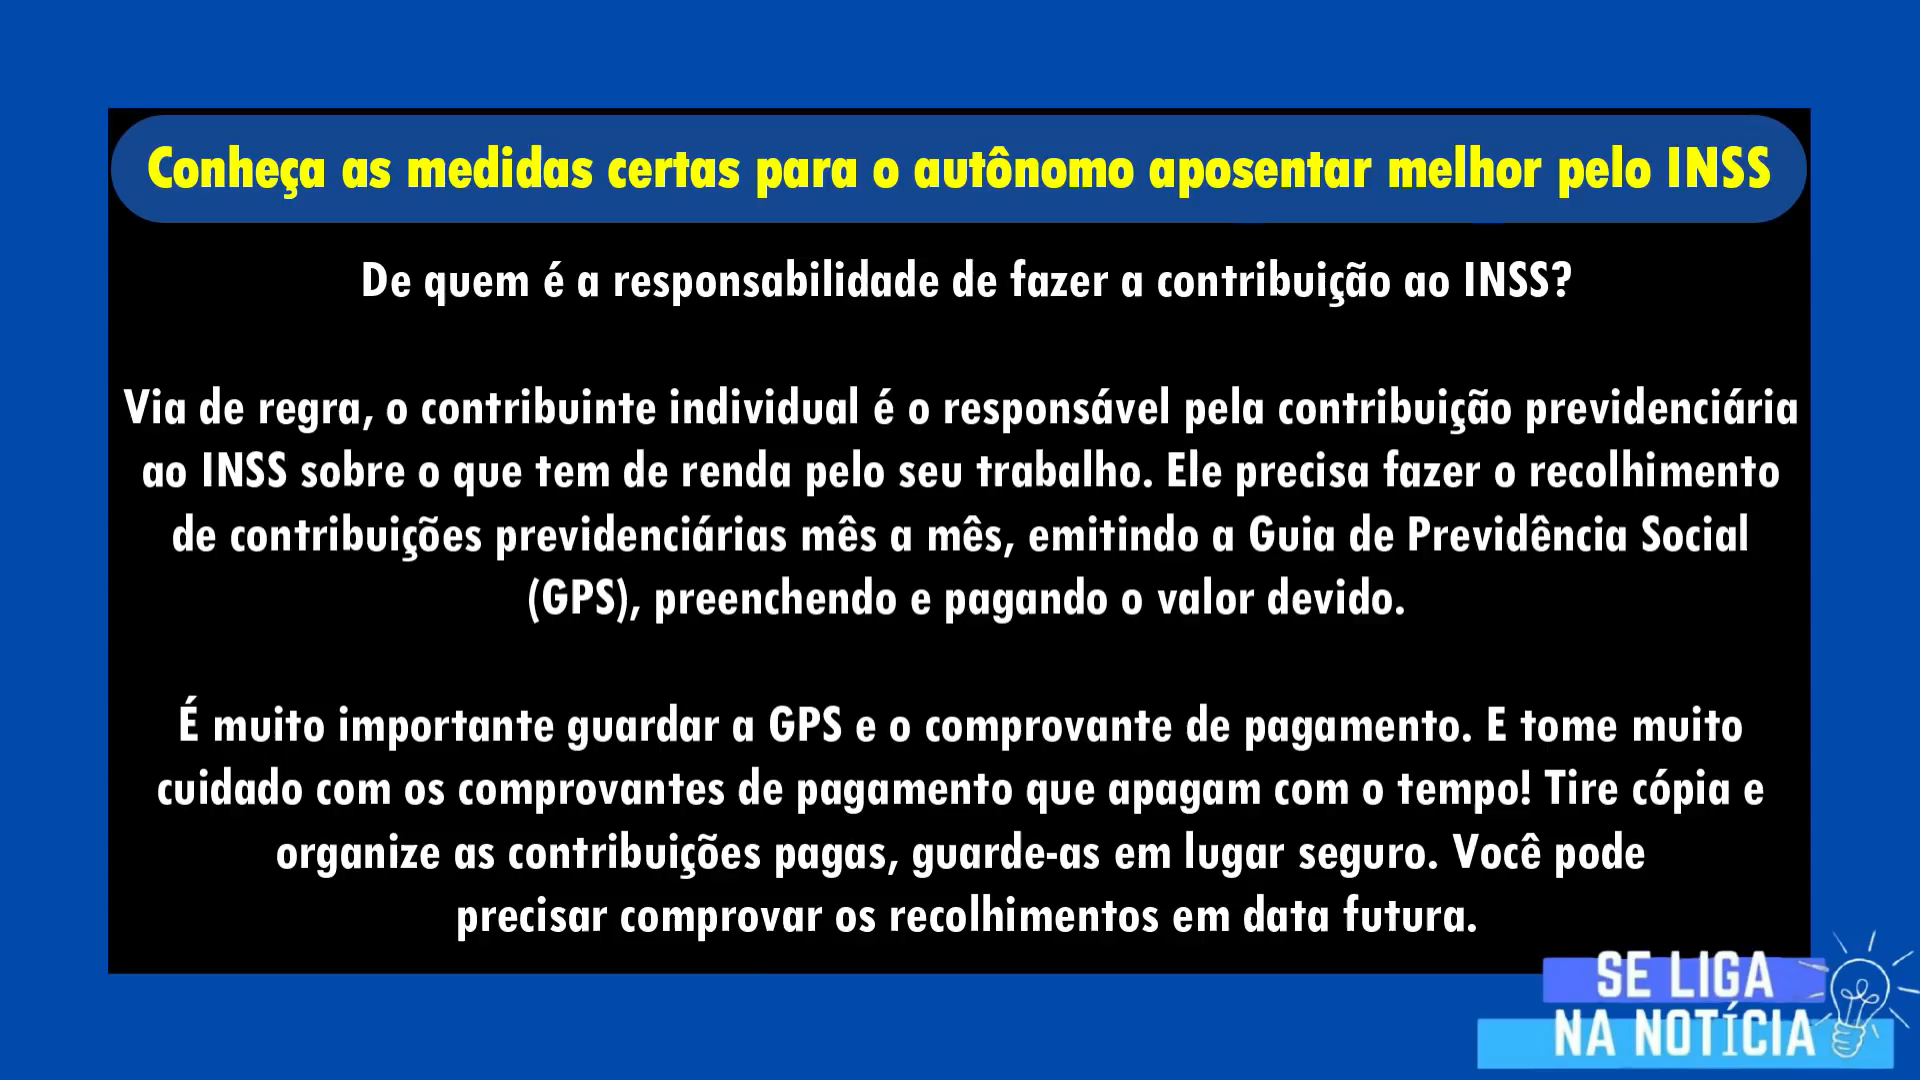 Conheça as medidas certas para o autônomo aposentar melhor pelo INSS
De quem é a responsabilidade de fazer a contribuição ao INSS?
Via de regra, o contribuinte individual é o responsável pela contribuição previdenciária
ao INSS sobre o que tem de renda pelo seu trabalho. Ele precisa fazer o recolhimento
de contribuições previdenciárias mês a mês, emitindo a Guia de Previdência Social
(GPS), preenchendo e pagando o valor devido.
É muito importante guardar a GPS e o comprovante de pagamento. E tome muito
cuidado com os comprovantes de pagamento que apagam com o tempo! Tire cópia e
organize as contribuições pagas, guarde-as em lugar seguro. Você pode
precisar comprovar os recolhimentos em data futura.
SE LIGA
NA NOTÍCIA